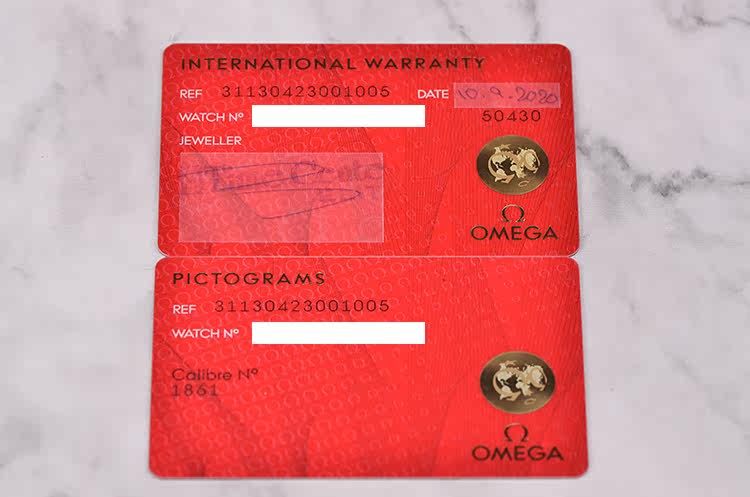 INTERNATIONAL WARRANTY
REF 31130423001005 DATE 10.9.2020
WATCH Nº 50430
JEWELLER
Ω
OMEGA
PICTOGRAMS
REF 31130423001005
WATCH Nº
Calibre Nº
1861
Ω
OMEGA